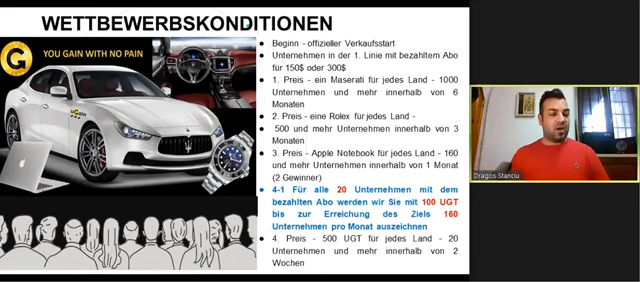 WETTBEWERBSKONDITIONEN
G
YOU GAIN WITH NO PAIN
UGain
• Beginn - offizieller Verkaufsstart
• Unternehmen in der 1. Linie mit bezahltem Abo
für 150$ oder 300$
• 1. Preis - ein Maserati für jedes Land - 1000
Unternehmen und mehr innerhalb von 6
Monaten
• 2. Preis - eine Rolex für jedes Land -
• 500 und mehr Unternehmen innerhalb von 3
Monaten
• 3. Preis - Apple Notebook für jedes Land - 160
und mehr Unternehmen innerhalb von 1 Monat
(2 Gewinner)
• 4-1 Für alle 20 Unternehmen mit dem
bezahlten Abo werden wir Sie mit 100 UGT
bis zur Erreichung des Ziels 160
Unternehmen pro Monat auszeichnen
• 4. Preis - 500 UGT für jedes Land - 20
Unternehmen und mehr innerhalb von 2
Wochen
Dragos Stanciu